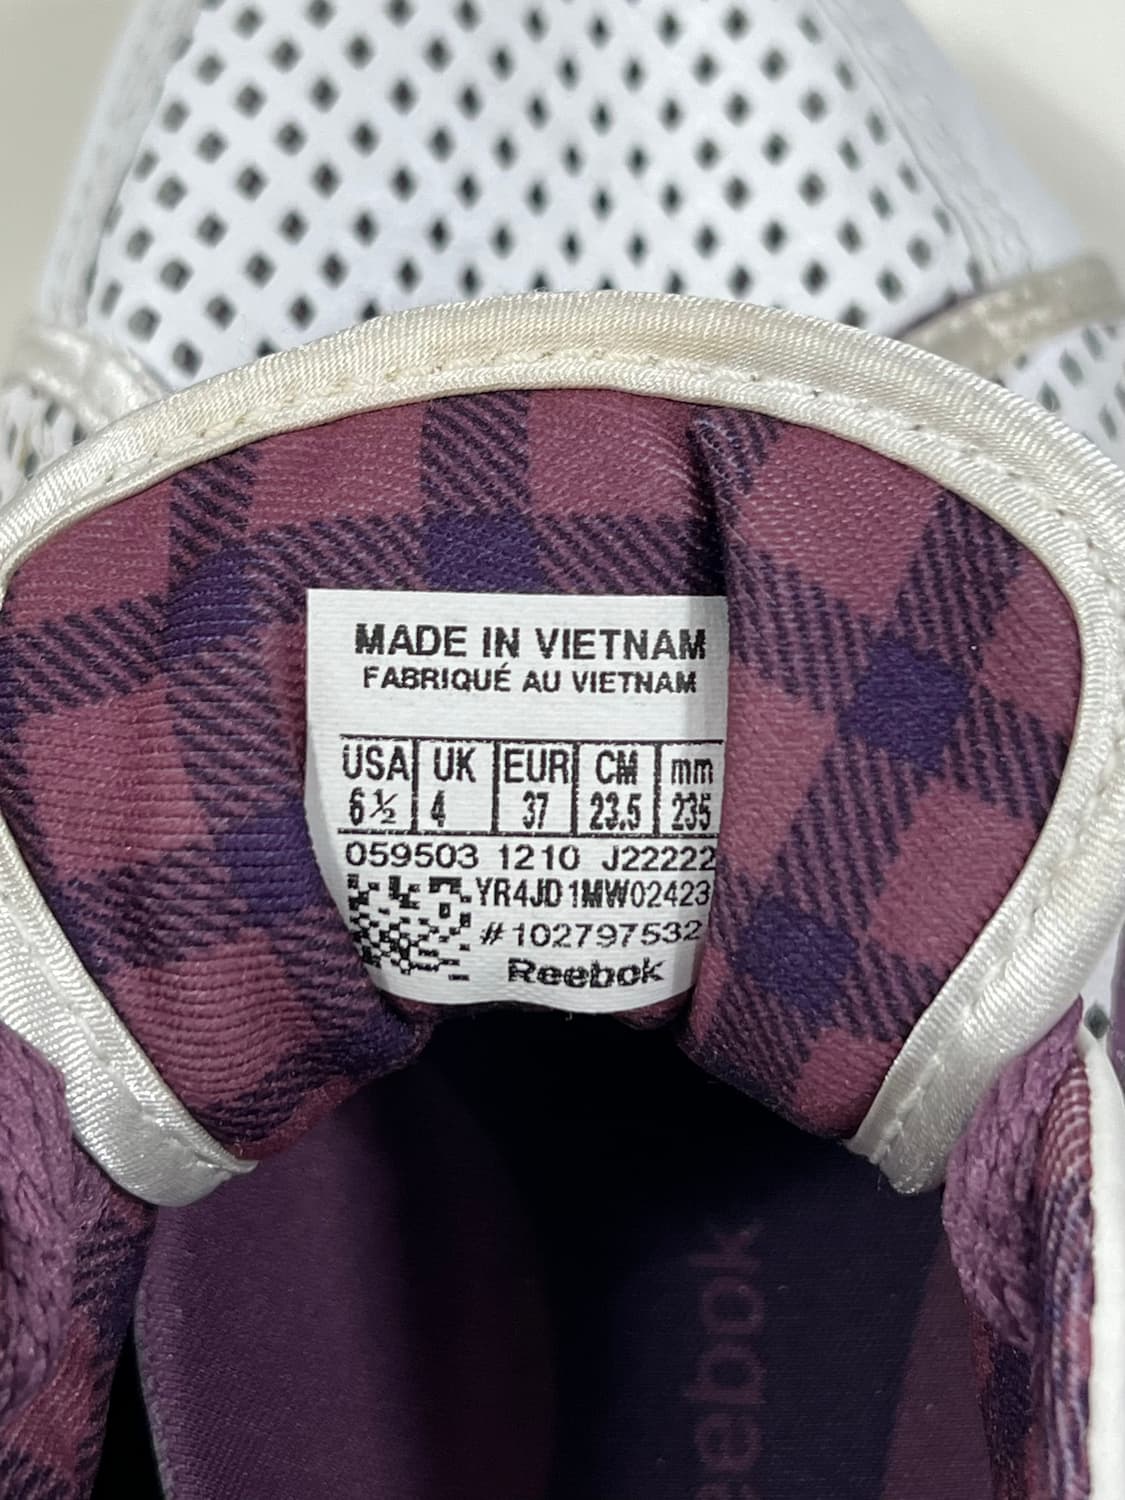 MADE IN VIETNAM
FABRIQUÉ AU VIETNAM
USA UK EUR CM mm
6½ 4 37 23.5 235
059503 1210 J22222
YR4JD1MW02423
#102797532
Reebok
eebok